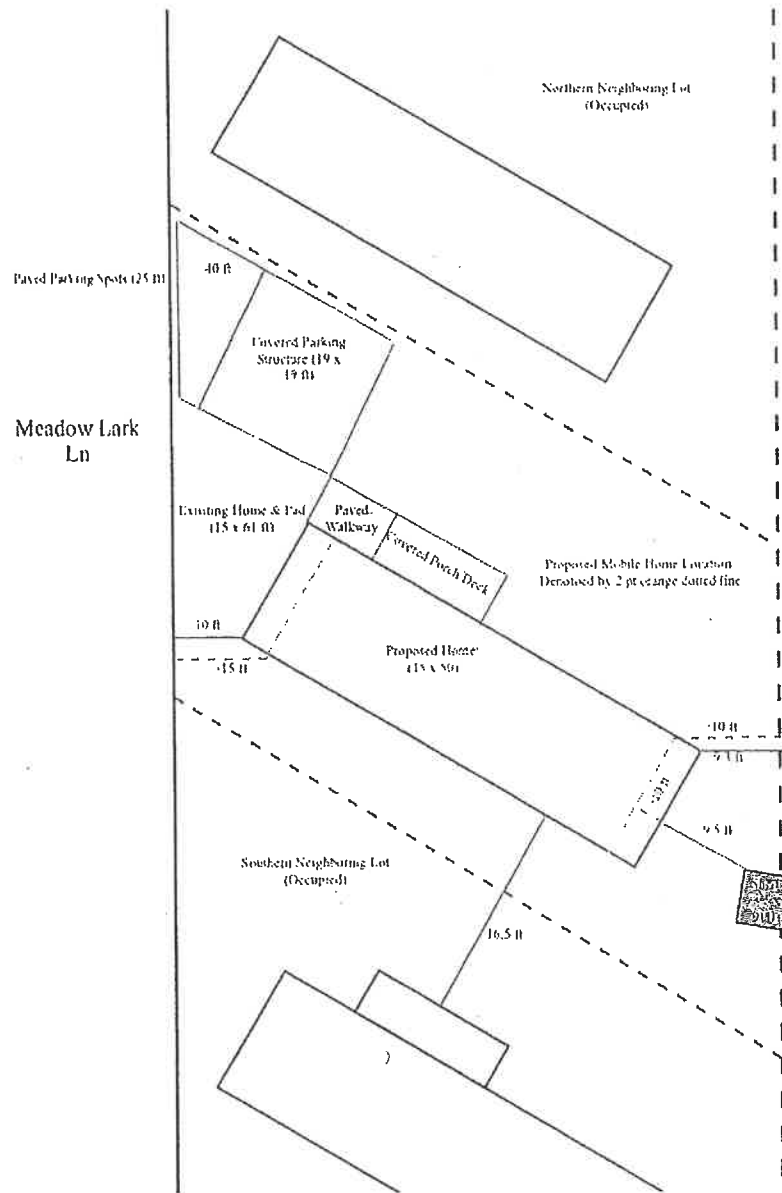 Northern Neighboring Lot
(Occupied)
Paved Parking Spots (25 ft)
40 ft
Covered Parking
Structure (19 x
19 ft)
Meadow Lark
Ln
Existing Home & Pad
(15 x 61 ft)
Paved
Walkway
Covered Porch Deck
Proposed Mobile Home Location
Denoted by 2 pt orange dotted line
10 ft
~15 ft
Proposed Home
(15 x 50)
~10 ft
9.5 ft
Southern Neighboring Lot
(Occupied)
16.5 ft